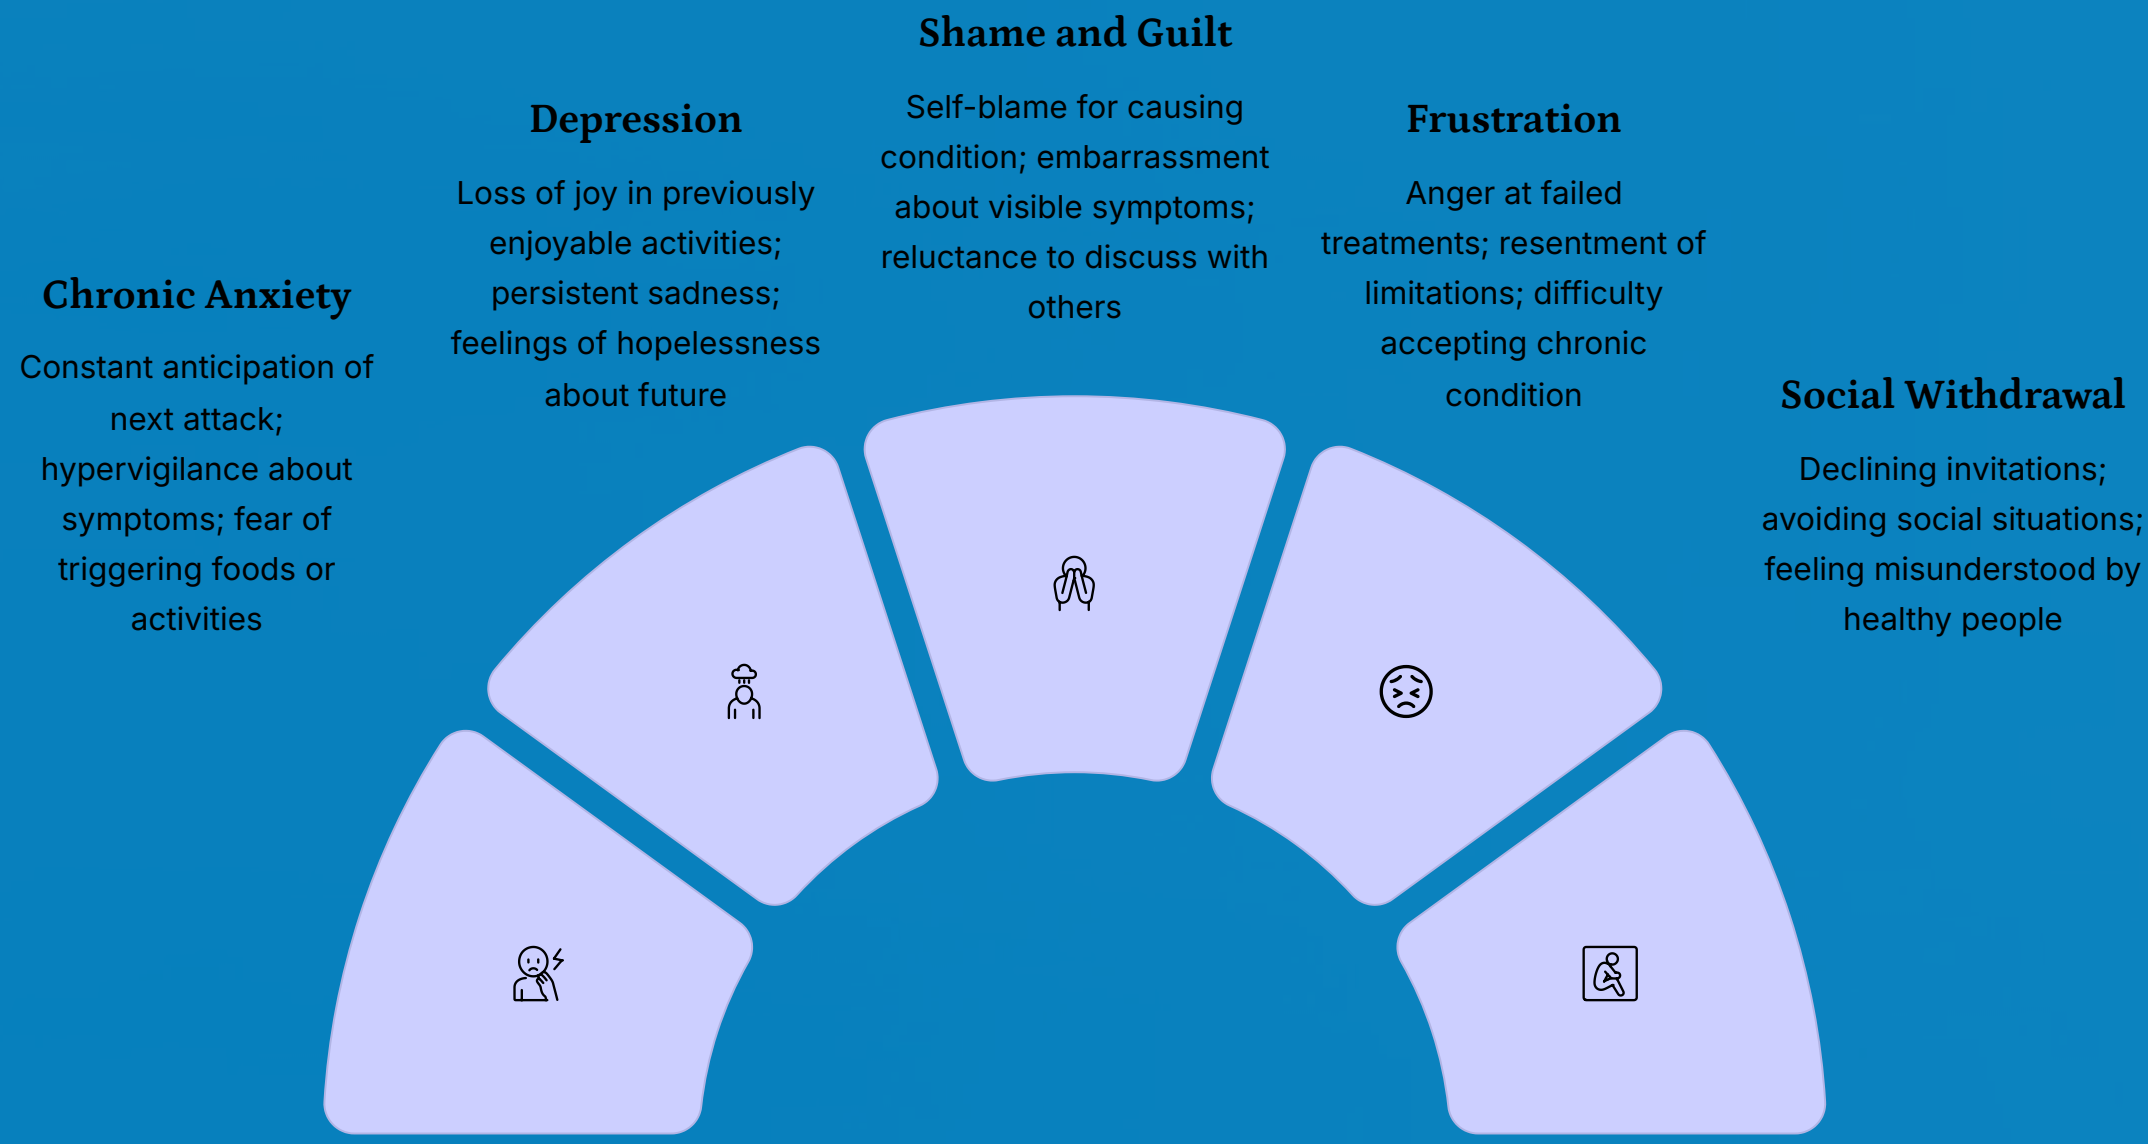 Chronic Anxiety
Constant anticipation of
next attack;
hypervigilance about
symptoms; fear of
triggering foods or
activities
Depression
Loss of joy in previously
enjoyable activities;
persistent sadness;
feelings of hopelessness
about future
Shame and Guilt
Self-blame for causing
condition; embarrassment
about visible symptoms;
reluctance to discuss with
others
Frustration
Anger at failed
treatments; resentment of
limitations; difficulty
accepting chronic
condition
Social Withdrawal
Declining invitations;
avoiding social situations;
feeling misunderstood by
healthy people